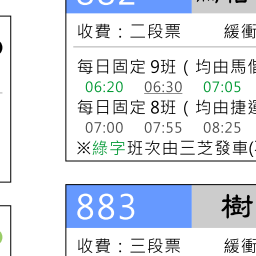 收費：二段票 緩衝
每日固定 9班（均由馬偕
06:20 06:30 07:05
每日固定 8班（均由捷運
07:00 07:55 08:25
※綠字班次由三芝發車(
883 樹
收費：三段票 緩衝